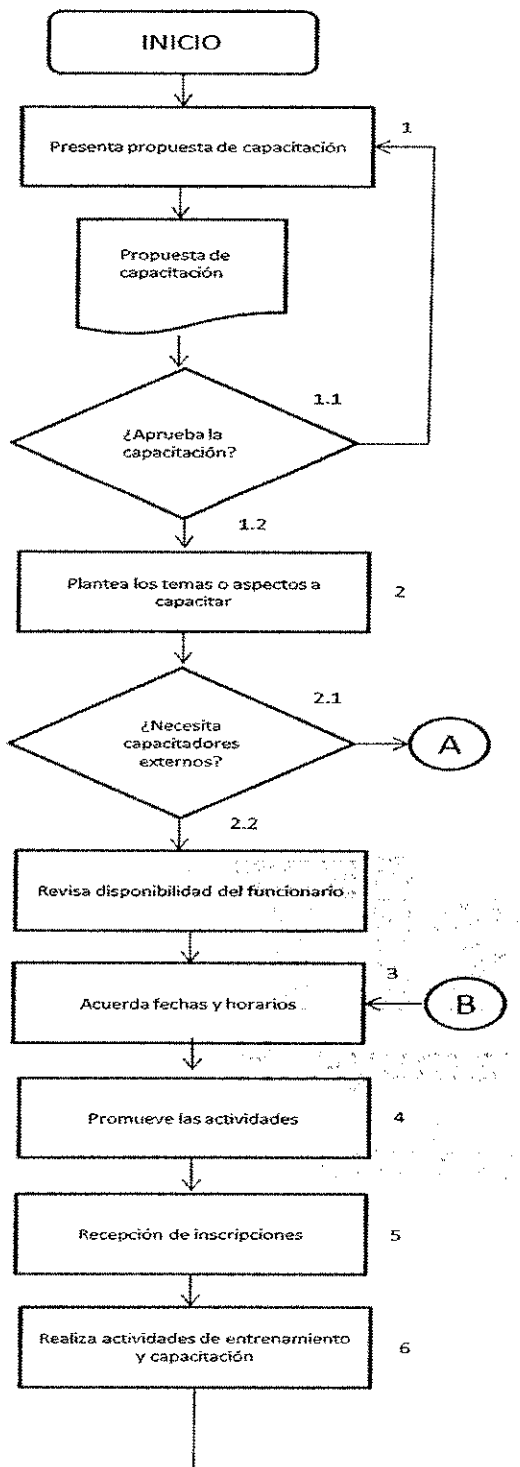 INICIO
1
Presenta propuesta de capacitación
Propuesta de
capacitación
1.1
¿Aprueba la
capacitación?
1.2
Plantea los temas o aspectos a
capacitar
2
2.1
¿Necesita
capacitadores
externos?
A
2.2
Revisa disponibilidad del funcionario
3
Acuerda fechas y horarios
B
Promueve las actividades
4
Recepción de inscripciones
5
Realiza actividades de entrenamiento
y capacitación
6